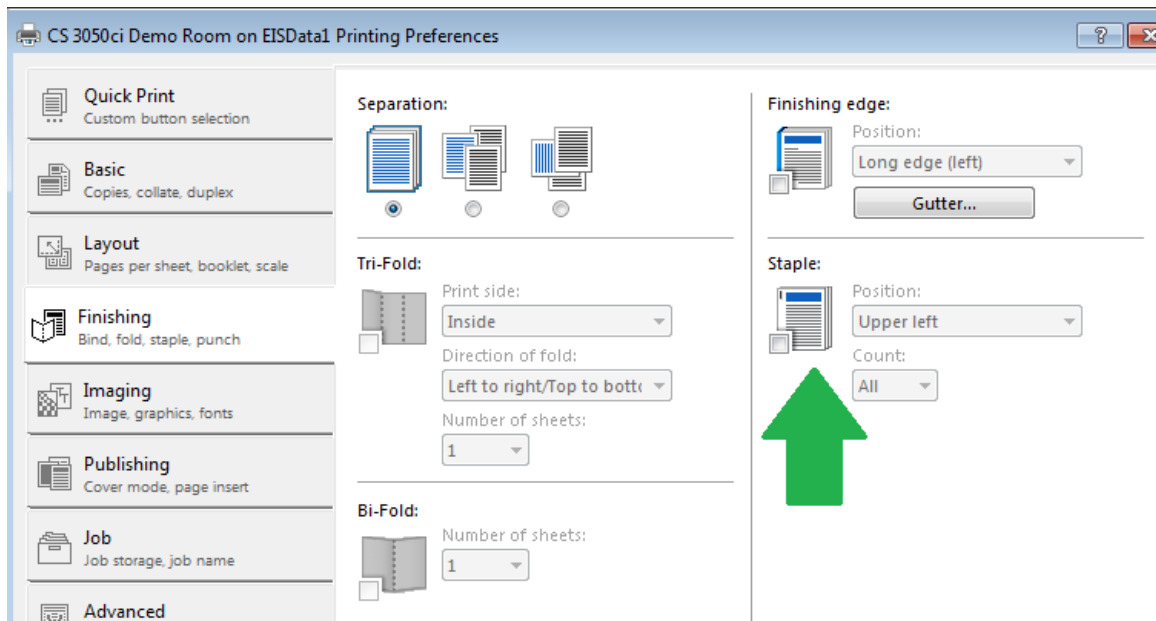 CS 3050ci Demo Room on EISData1 Printing Preferences
?
Quick Print
Custom button selection
Basic
Copies, collate, duplex
Layout
Pages per sheet, booklet, scale
Finishing
Bind, fold, staple, punch
Imaging
Image, graphics, fonts
Publishing
Cover mode, page insert
Job
Job storage, job name
Advanced
Separation:
Tri-Fold:
Print side:
Inside
Direction of fold:
Left to right/Top to botto
Number of sheets:
1
Bi-Fold:
Number of sheets:
1
Finishing edge:
Position:
Long edge (left)
Gutter...
Staple:
Position:
Upper left
Count:
All